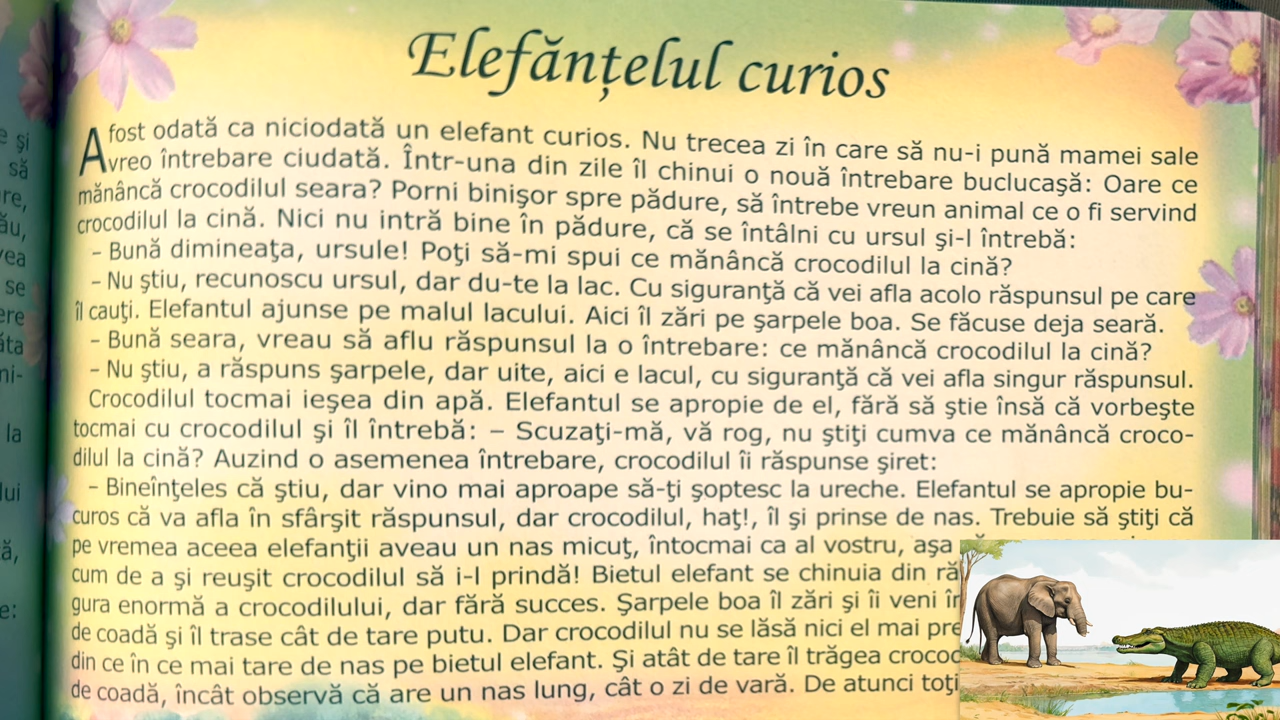 Elefănțelul curios
A fost odată ca niciodată un elefant curios. Nu trecea zi în care să nu-i pună mamei sale
vreo întrebare ciudată. Într-una din zile îl chinui o nouă întrebare buclucaşă: Oare ce
mănâncă crocodilul seara? Porni binişor spre pădure, să întrebe vreun animal ce o fi servind
crocodilul la cină. Nici nu intră bine în pădure, că se întâlni cu ursul şi-l întrebă:
– Bună dimineaţa, ursule! Poţi să-mi spui ce mănâncă crocodilul la cină?
– Nu ştiu, recunoscu ursul, dar du-te la lac. Cu siguranţă că vei afla acolo răspunsul pe care
îl cauţi. Elefantul ajunse pe malul lacului. Aici îl zări pe şarpele boa. Se făcuse deja seară.
– Bună seara, vreau să aflu răspunsul la o întrebare: ce mănâncă crocodilul la cină?
– Nu ştiu, a răspuns şarpele, dar uite, aici e lacul, cu siguranţă că vei afla singur răspunsul.
Crocodilul tocmai ieşea din apă. Elefantul se apropie de el, fără să ştie însă că vorbeşte
tocmai cu crocodilul şi îl întrebă: – Scuzaţi-mă, vă rog, nu ştiţi cumva ce mănâncă croco-
dilul la cină? Auzind o asemenea întrebare, crocodilul îi răspunse şiret:
– Bineînţeles că ştiu, dar vino mai aproape să-ţi şoptesc la ureche. Elefantul se apropie bu-
curos că va afla în sfârşit răspunsul, dar crocodilul, haţ!, îl şi prinse de nas. Trebuie să ştiţi că
pe vremea aceea elefanţii aveau un nas micuţ, întocmai ca al vostru, aşa
cum de a şi reuşit crocodilul să i-l prindă! Bietul elefant se chinuia din
gura enormă a crocodilului, dar fără succes. Şarpele boa îl zări şi îi veni
de coadă şi îl trase cât de tare putu. Dar crocodilul nu se lăsă nici el mai
din ce în ce mai tare de nas pe bietul elefant. Şi atât de tare îl trăgea
de coadă, încât observă că are un nas lung, cât o zi de vară. De atunci toţi